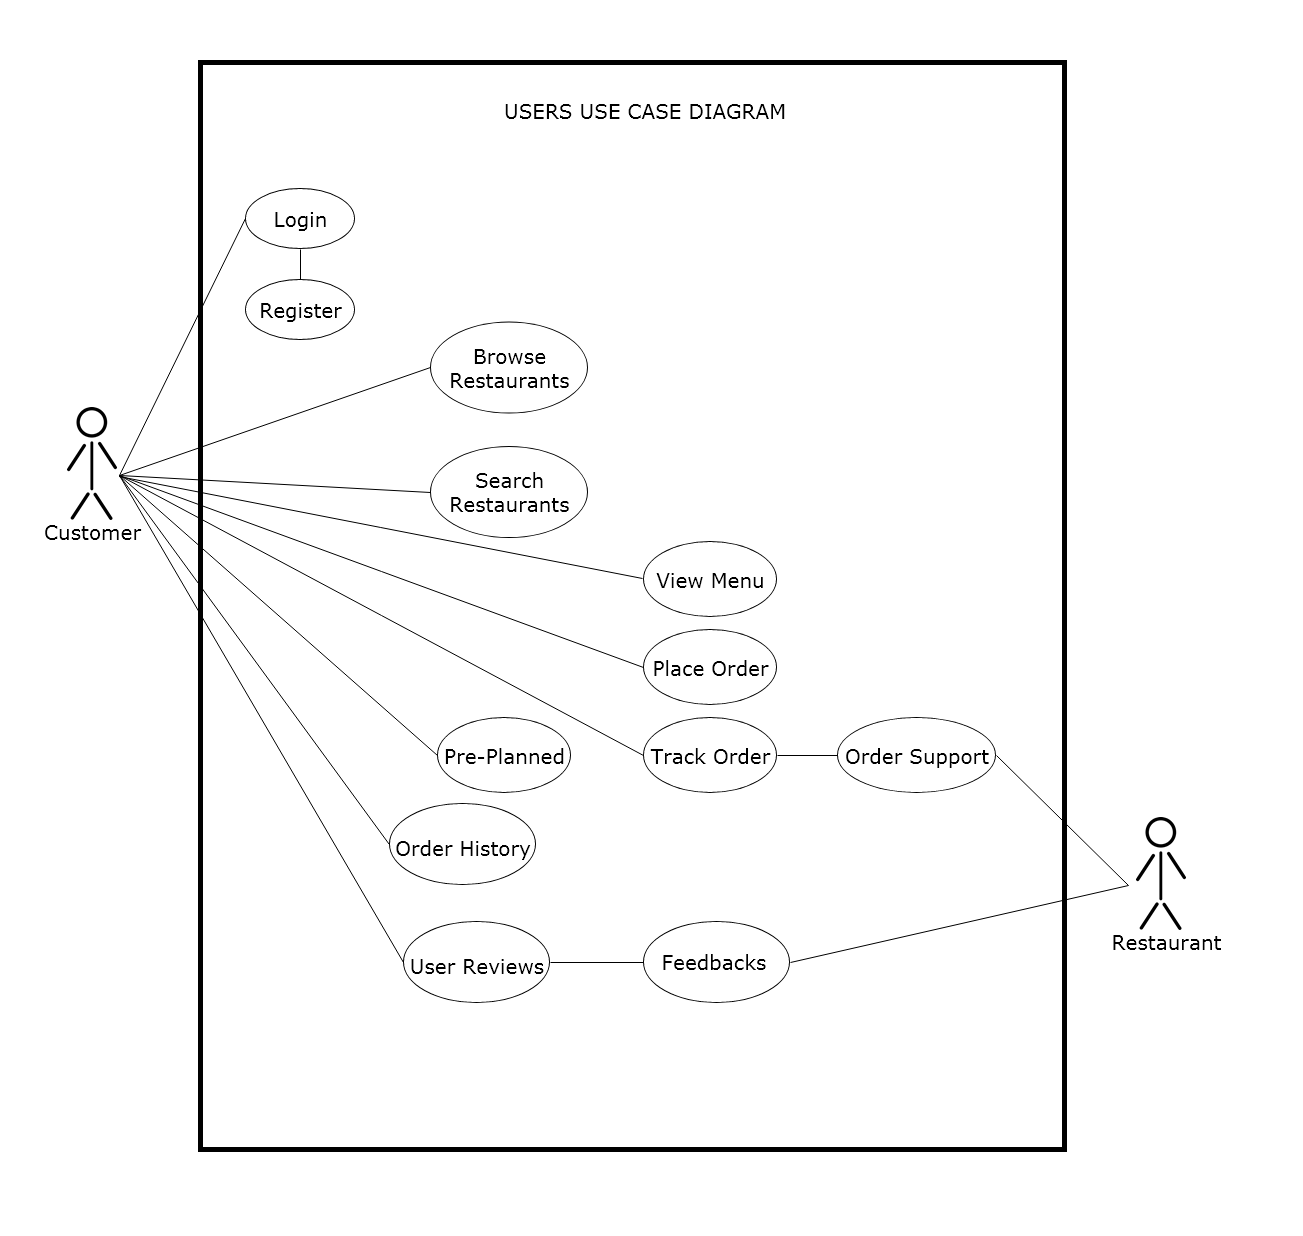 USERS USE CASE DIAGRAM
Login
Register
Browse
Restaurants
Search
Restaurants
Customer
View Menu
Place Order
Pre-Planned
Track Order
Order Support
Order History
Restaurant
User Reviews
Feedbacks